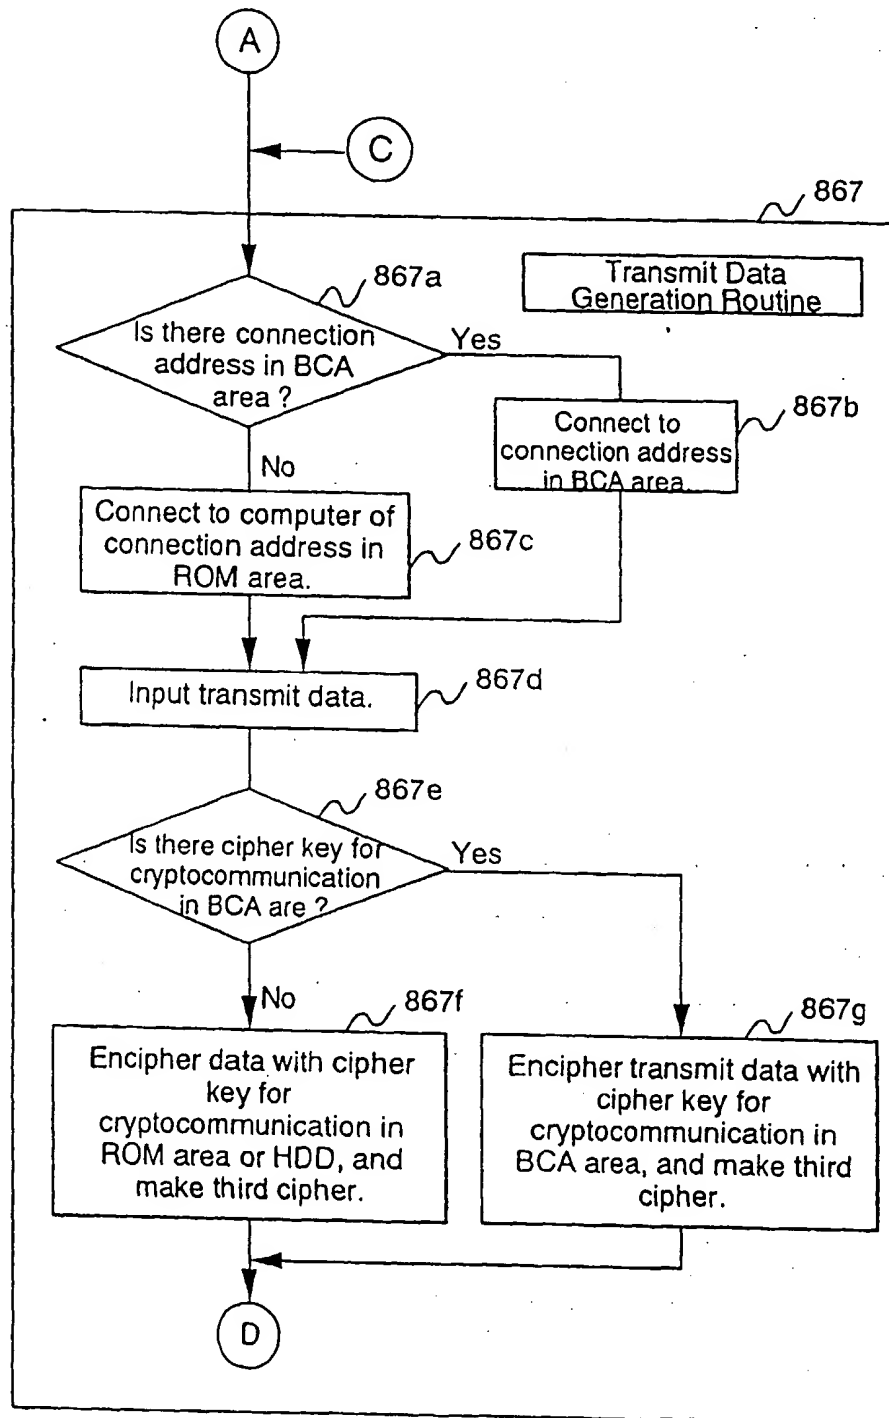 A
C
867
867a
Transmit Data
Generation Routine
Is there connection
address in BCA
area ?
Yes
867b
Connect to
connection address
in BCA area.
No
Connect to computer of
connection address in
ROM area.
867c
Input transmit data.
867d
867e
Is there cipher key for
cryptocommunication
in BCA are ?
Yes
No
867f
867g
Encipher data with cipher
key for
cryptocommunication in
ROM area or HDD, and
make third cipher.
Encipher transmit data with
cipher key for
cryptocommunication in
BCA area, and make third
cipher.
D